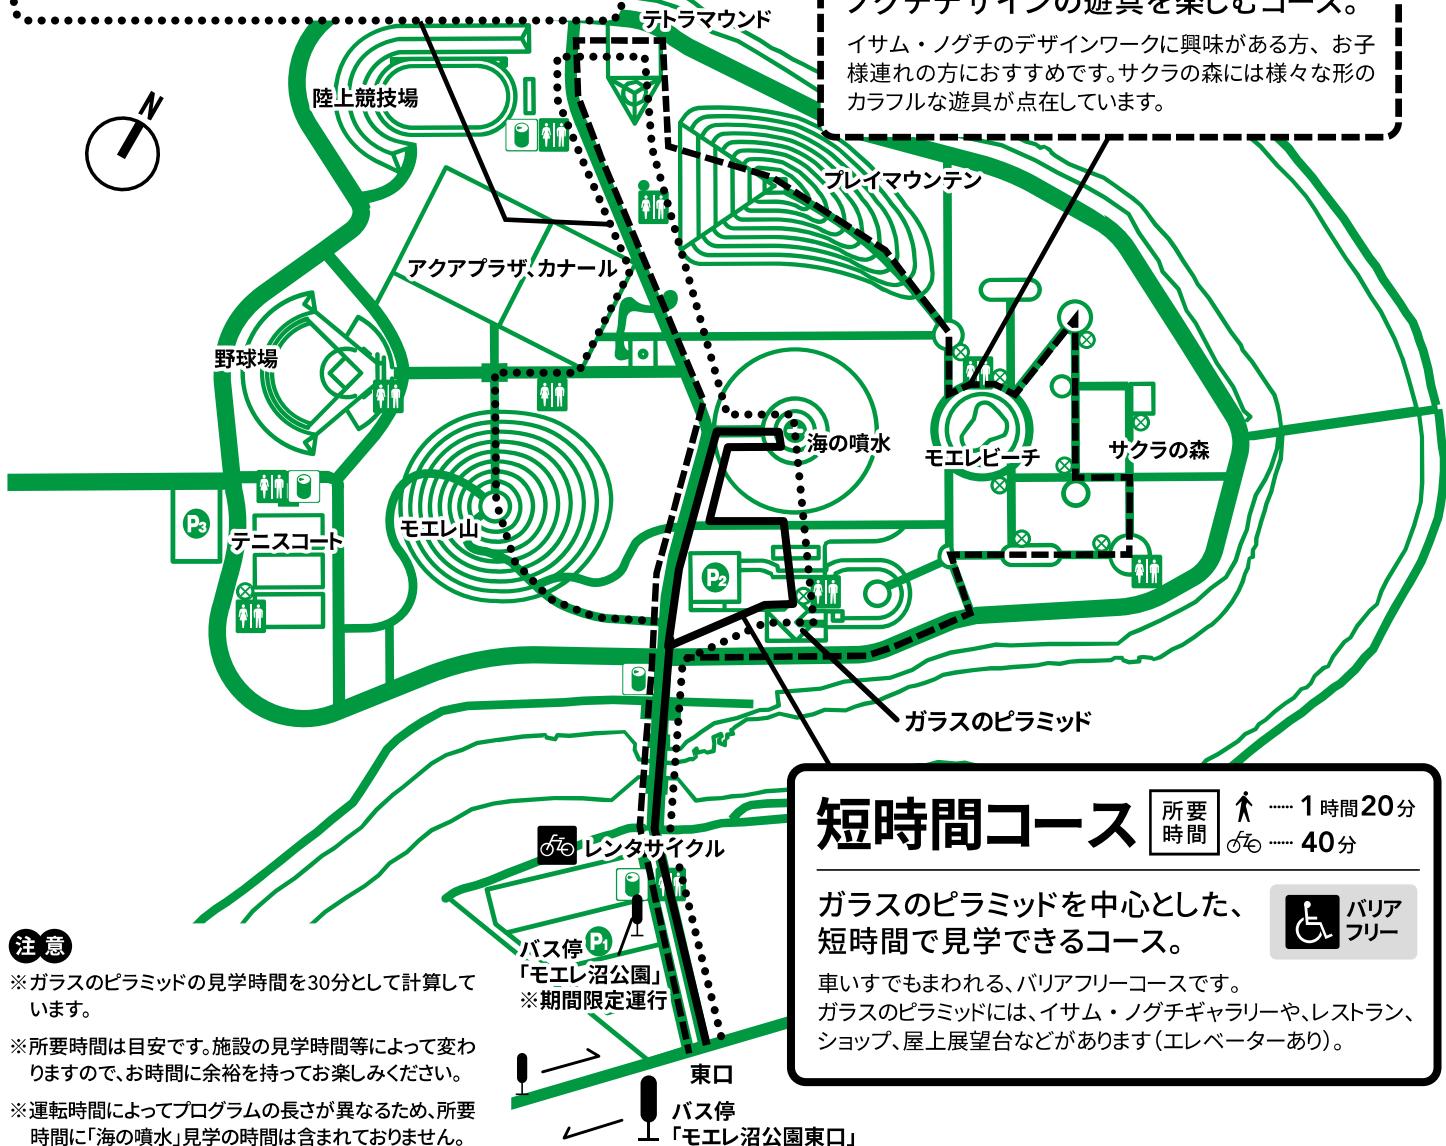 テトラマウンド
ノグチデザインの遊具を楽しむコース。
イサム・ノグチのデザインワークに興味がある方、お子
様連れの方におすすめです。サクラの森には様々な形の
カラフルな遊具が点在しています。
N
陸上競技場
プレイマウンテン
アクアプラザ、カナール
野球場
海の噴水
モエレビーチ
サクラの森
P3
テニスコート
モエレ山
P2
ガラスのピラミッド
レンタサイクル
短時間コース
所要
時間
…… 1時間20分
…… 40分
ガラスのピラミッドを中心とした、
短時間で見学できるコース。
バリア
フリー
車いすでもまわれる、バリアフリーコースです。
ガラスのピラミッドには、イサム・ノグチギャラリーや、レストラン、
ショップ、屋上展望台などがあります(エレベーターあり)。
注意
※ガラスのピラミッドの見学時間を30分として計算して
います。
※所要時間は目安です。施設の見学時間等によって変わ
りますので、お時間に余裕を持ってお楽しみください。
※運転時間によってプログラムの長さが異なるため、所要
時間に「海の噴水」見学の時間は含まれておりません。
バス停 P1
「モエレ沼公園」
※期間限定運行
東口
バス停
「モエレ沼公園東口」